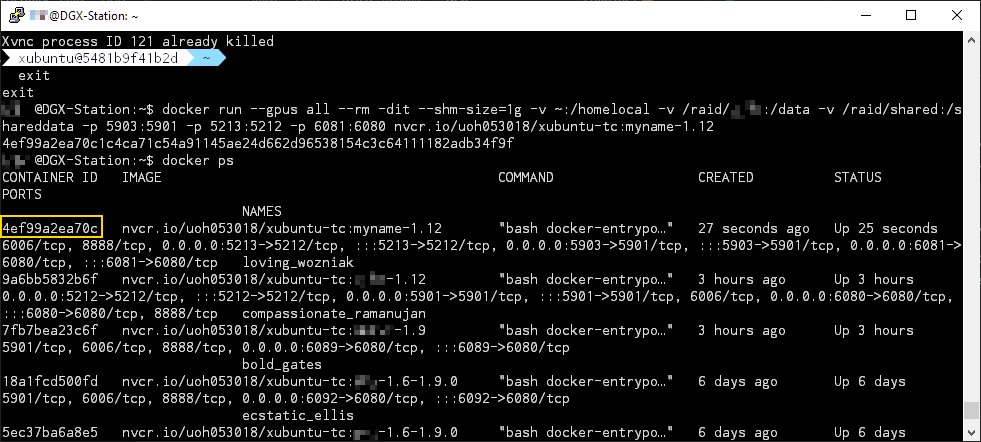 @DGX-Station: ~
Xvnc process ID 121 already killed
xubuntu@5481b9f41b2d ~
exit
exit
@DGX-Station:~$ docker run --gpus all --rm -dit --shm-size=1g -v ~:/homelocal -v /raid/ :/data -v /raid/shared:/s
hareddata -p 5903:5901 -p 5213:5212 -p 6081:6080 nvcr.io/uoh053018/xubuntu-tc:myname-1.12
4ef99a2ea70c1c4ca71c54a91145ae24d662d96538154c3c64111182adb34f9f
@DGX-Station:~$ docker ps
CONTAINER ID IMAGE COMMAND CREATED STATUS
PORTS
NAMES
4ef99a2ea70c nvcr.io/uoh053018/xubuntu-tc:myname-1.12 "bash docker-entrypo…" 27 seconds ago Up 25 seconds
6006/tcp, 8888/tcp, 0.0.0.0:5213->5212/tcp, :::5213->5212/tcp, 0.0.0.0:5903->5901/tcp, :::5903->5901/tcp, 0.0.0.0:6081->
6080/tcp, :::6081->6080/tcp loving_wozniak
9a6bb5832b6f nvcr.io/uoh053018/xubuntu-tc: -1.12 "bash docker-entrypo…" 3 hours ago Up 3 hours
0.0.0.0:5212->5212/tcp, :::5212->5212/tcp, 0.0.0.0:5901->5901/tcp, :::5901->5901/tcp, 6006/tcp, 0.0.0.0:6080->6080/tcp,
:::6080->6080/tcp, 8888/tcp compassionate_ramanujan
7fb7bea23c6f nvcr.io/uoh053018/xubuntu-tc: -1.9 "bash docker-entrypo…" 3 hours ago Up 3 hours
5901/tcp, 6006/tcp, 8888/tcp, 0.0.0.0:6089->6080/tcp, :::6089->6080/tcp
bold_gates
18a1fcd500fd nvcr.io/uoh053018/xubuntu-tc: -1.6-1.9.0 "bash docker-entrypo…" 6 days ago Up 6 days
5901/tcp, 6006/tcp, 8888/tcp, 0.0.0.0:6092->6080/tcp, :::6092->6080/tcp
ecstatic_ellis
5ec37ba6a8e5 nvcr.io/uoh053018/xubuntu-tc: -1.6-1.9.0 "bash docker-entrypo…" 6 days ago Up 6 days